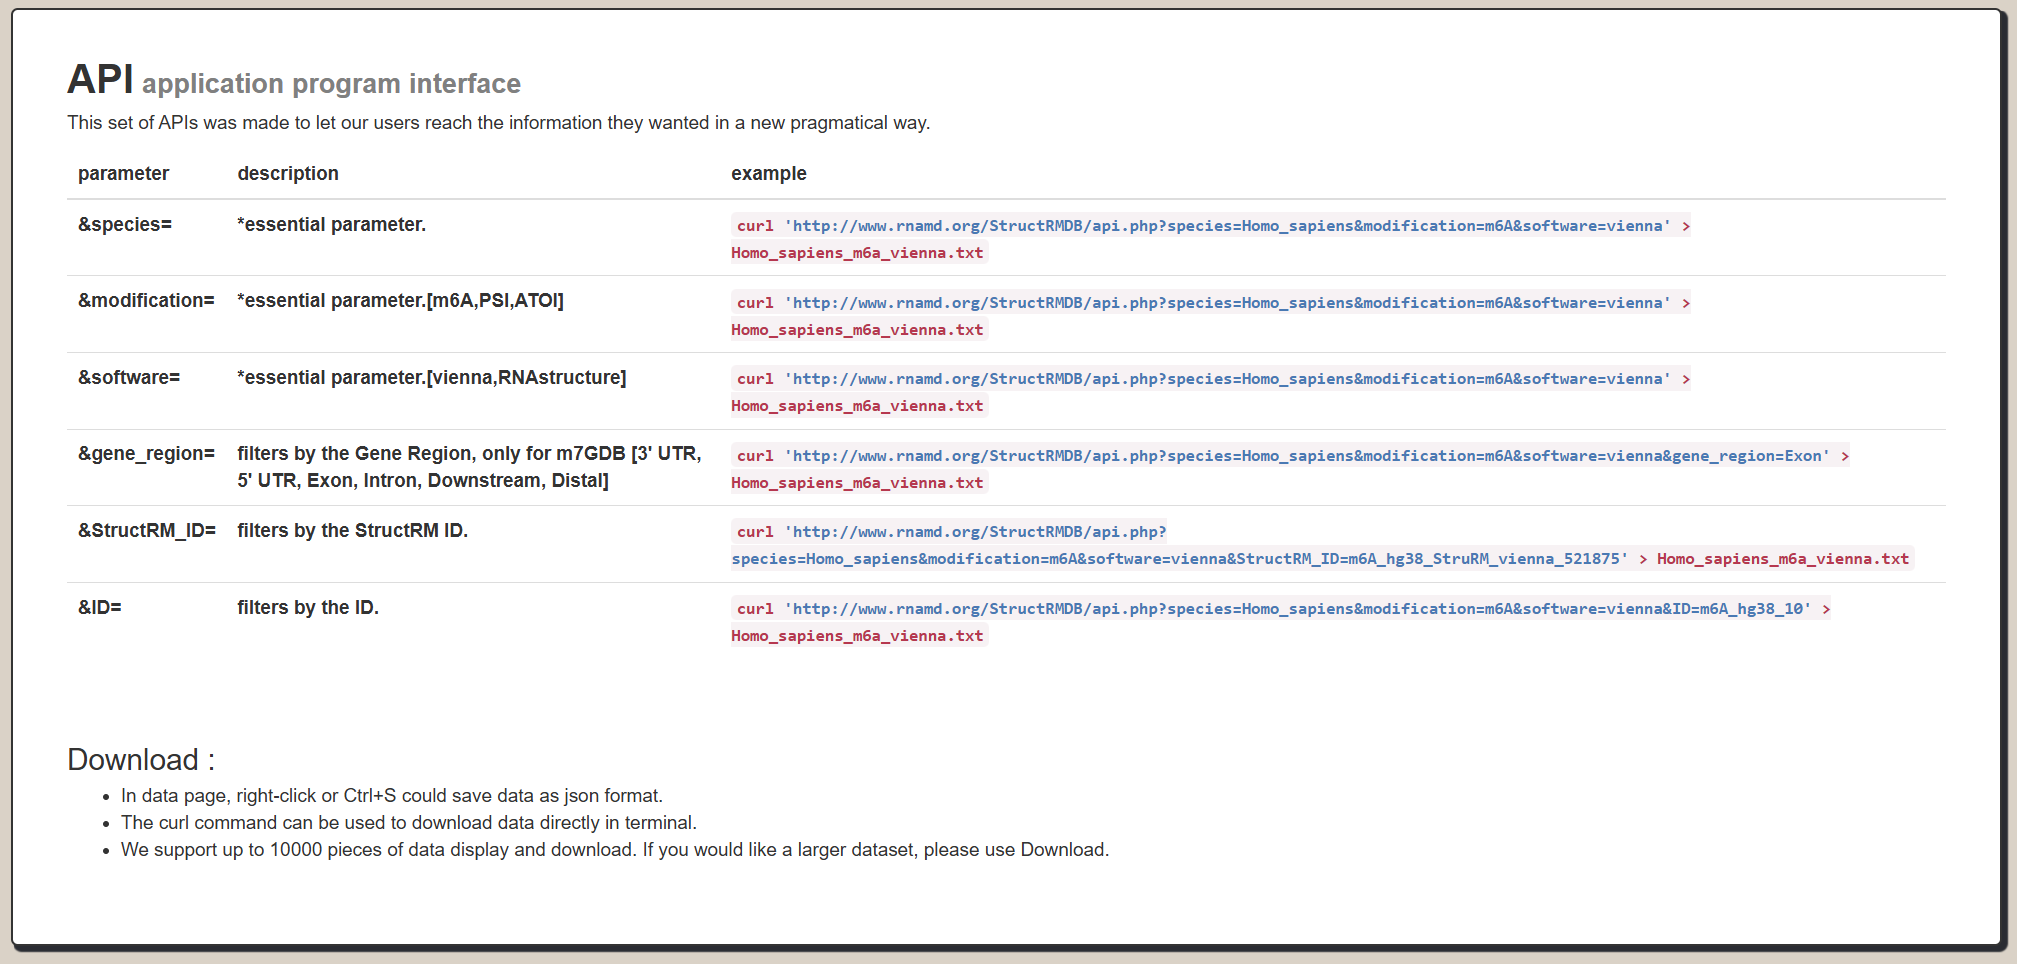 API application program interface
This set of APIs was made to let our users reach the information they wanted in a new pragmatical way.
parameter description example
&species= *essential parameter. curl 'http://www.rnamd.org/StructRMDB/api.php?species=Homo_sapiens&modification=m6A&software=vienna' >
Homo_sapiens_m6a_vienna.txt
&modification= *essential parameter.[m6A,PSI,ATOI] curl 'http://www.rnamd.org/StructRMDB/api.php?species=Homo_sapiens&modification=m6A&software=vienna' >
Homo_sapiens_m6a_vienna.txt
&software= *essential parameter.[vienna,RNAstructure] curl 'http://www.rnamd.org/StructRMDB/api.php?species=Homo_sapiens&modification=m6A&software=vienna' >
Homo_sapiens_m6a_vienna.txt
&gene_region= filters by the Gene Region, only for m7GDB [3' UTR, curl 'http://www.rnamd.org/StructRMDB/api.php?species=Homo_sapiens&modification=m6A&software=vienna&gene_region=Exon' >
5' UTR, Exon, Intron, Downstream, Distal] Homo_sapiens_m6a_vienna.txt
&StructRM_ID= filters by the StructRM ID. curl 'http://www.rnamd.org/StructRMDB/api.php?
species=Homo_sapiens&modification=m6A&software=vienna&StructRM_ID=m6A_hg38_StruRM_vienna_521875' > Homo_sapiens_m6a_vienna.txt
&ID= filters by the ID. curl 'http://www.rnamd.org/StructRMDB/api.php?species=Homo_sapiens&modification=m6A&software=vienna&ID=m6A_hg38_10' >
Homo_sapiens_m6a_vienna.txt
Download :
• In data page, right-click or Ctrl+S could save data as json format.
• The curl command can be used to download data directly in terminal.
• We support up to 10000 pieces of data display and download. If you would like a larger dataset, please use Download.